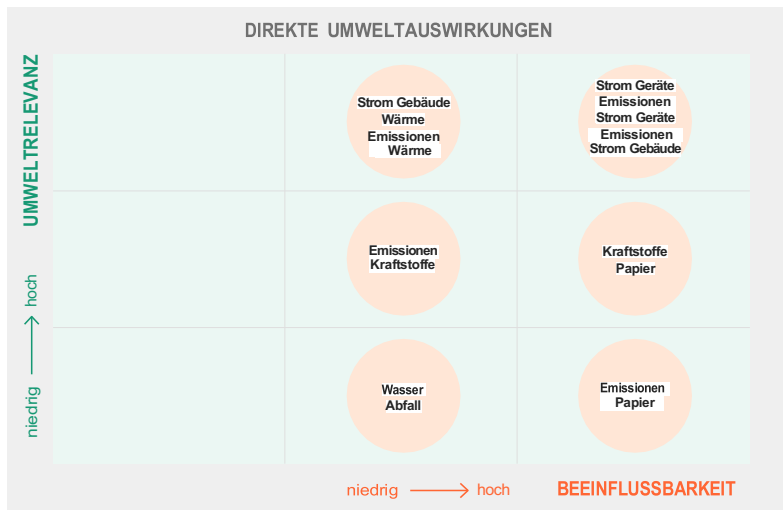 DIREKTE UMWELTAUSWIRKUNGEN
UMWELTRELEVANZ
niedrig
hoch
Strom Gebäude
Wärme
Emissionen
Wärme
Strom Geräte
Emissionen
Strom Geräte
Emissionen
Strom Gebäude
Emissionen
Kraftstoffe
Kraftstoffe
Papier
Wasser
Abfall
Emissionen
Papier
niedrig
hoch
BEEINFLUSSBARKEIT